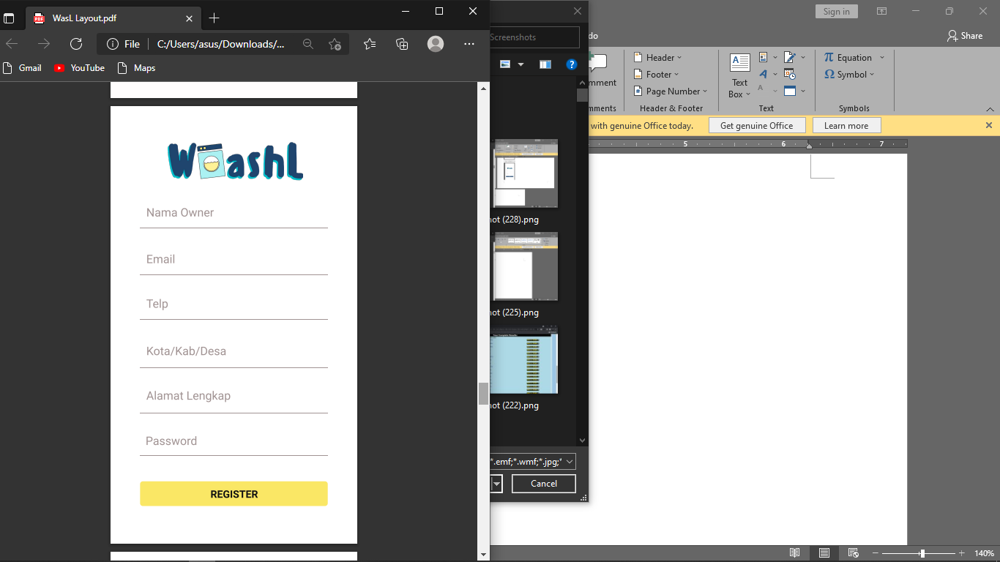 WasL Layout.pdf
File
C:/Users/asus/Downloads/...
Gmail
YouTube
Maps
WashL
Nama Owner
Email
Telp
Kota/Kab/Desa
Alamat Lengkap
Password
REGISTER
Screenshots
ot (228).png
ot (225).png
ot (222).png
*.emf;*.wmf;*.jpg;*
Cancel
Sign in
do
Share
mment
mments
Header
Footer
Page Number
Header & Footer
Text
Box
Text
Equation
Symbol
Symbols
with genuine Office today.
Get genuine Office
Learn more
5
6
7
140%